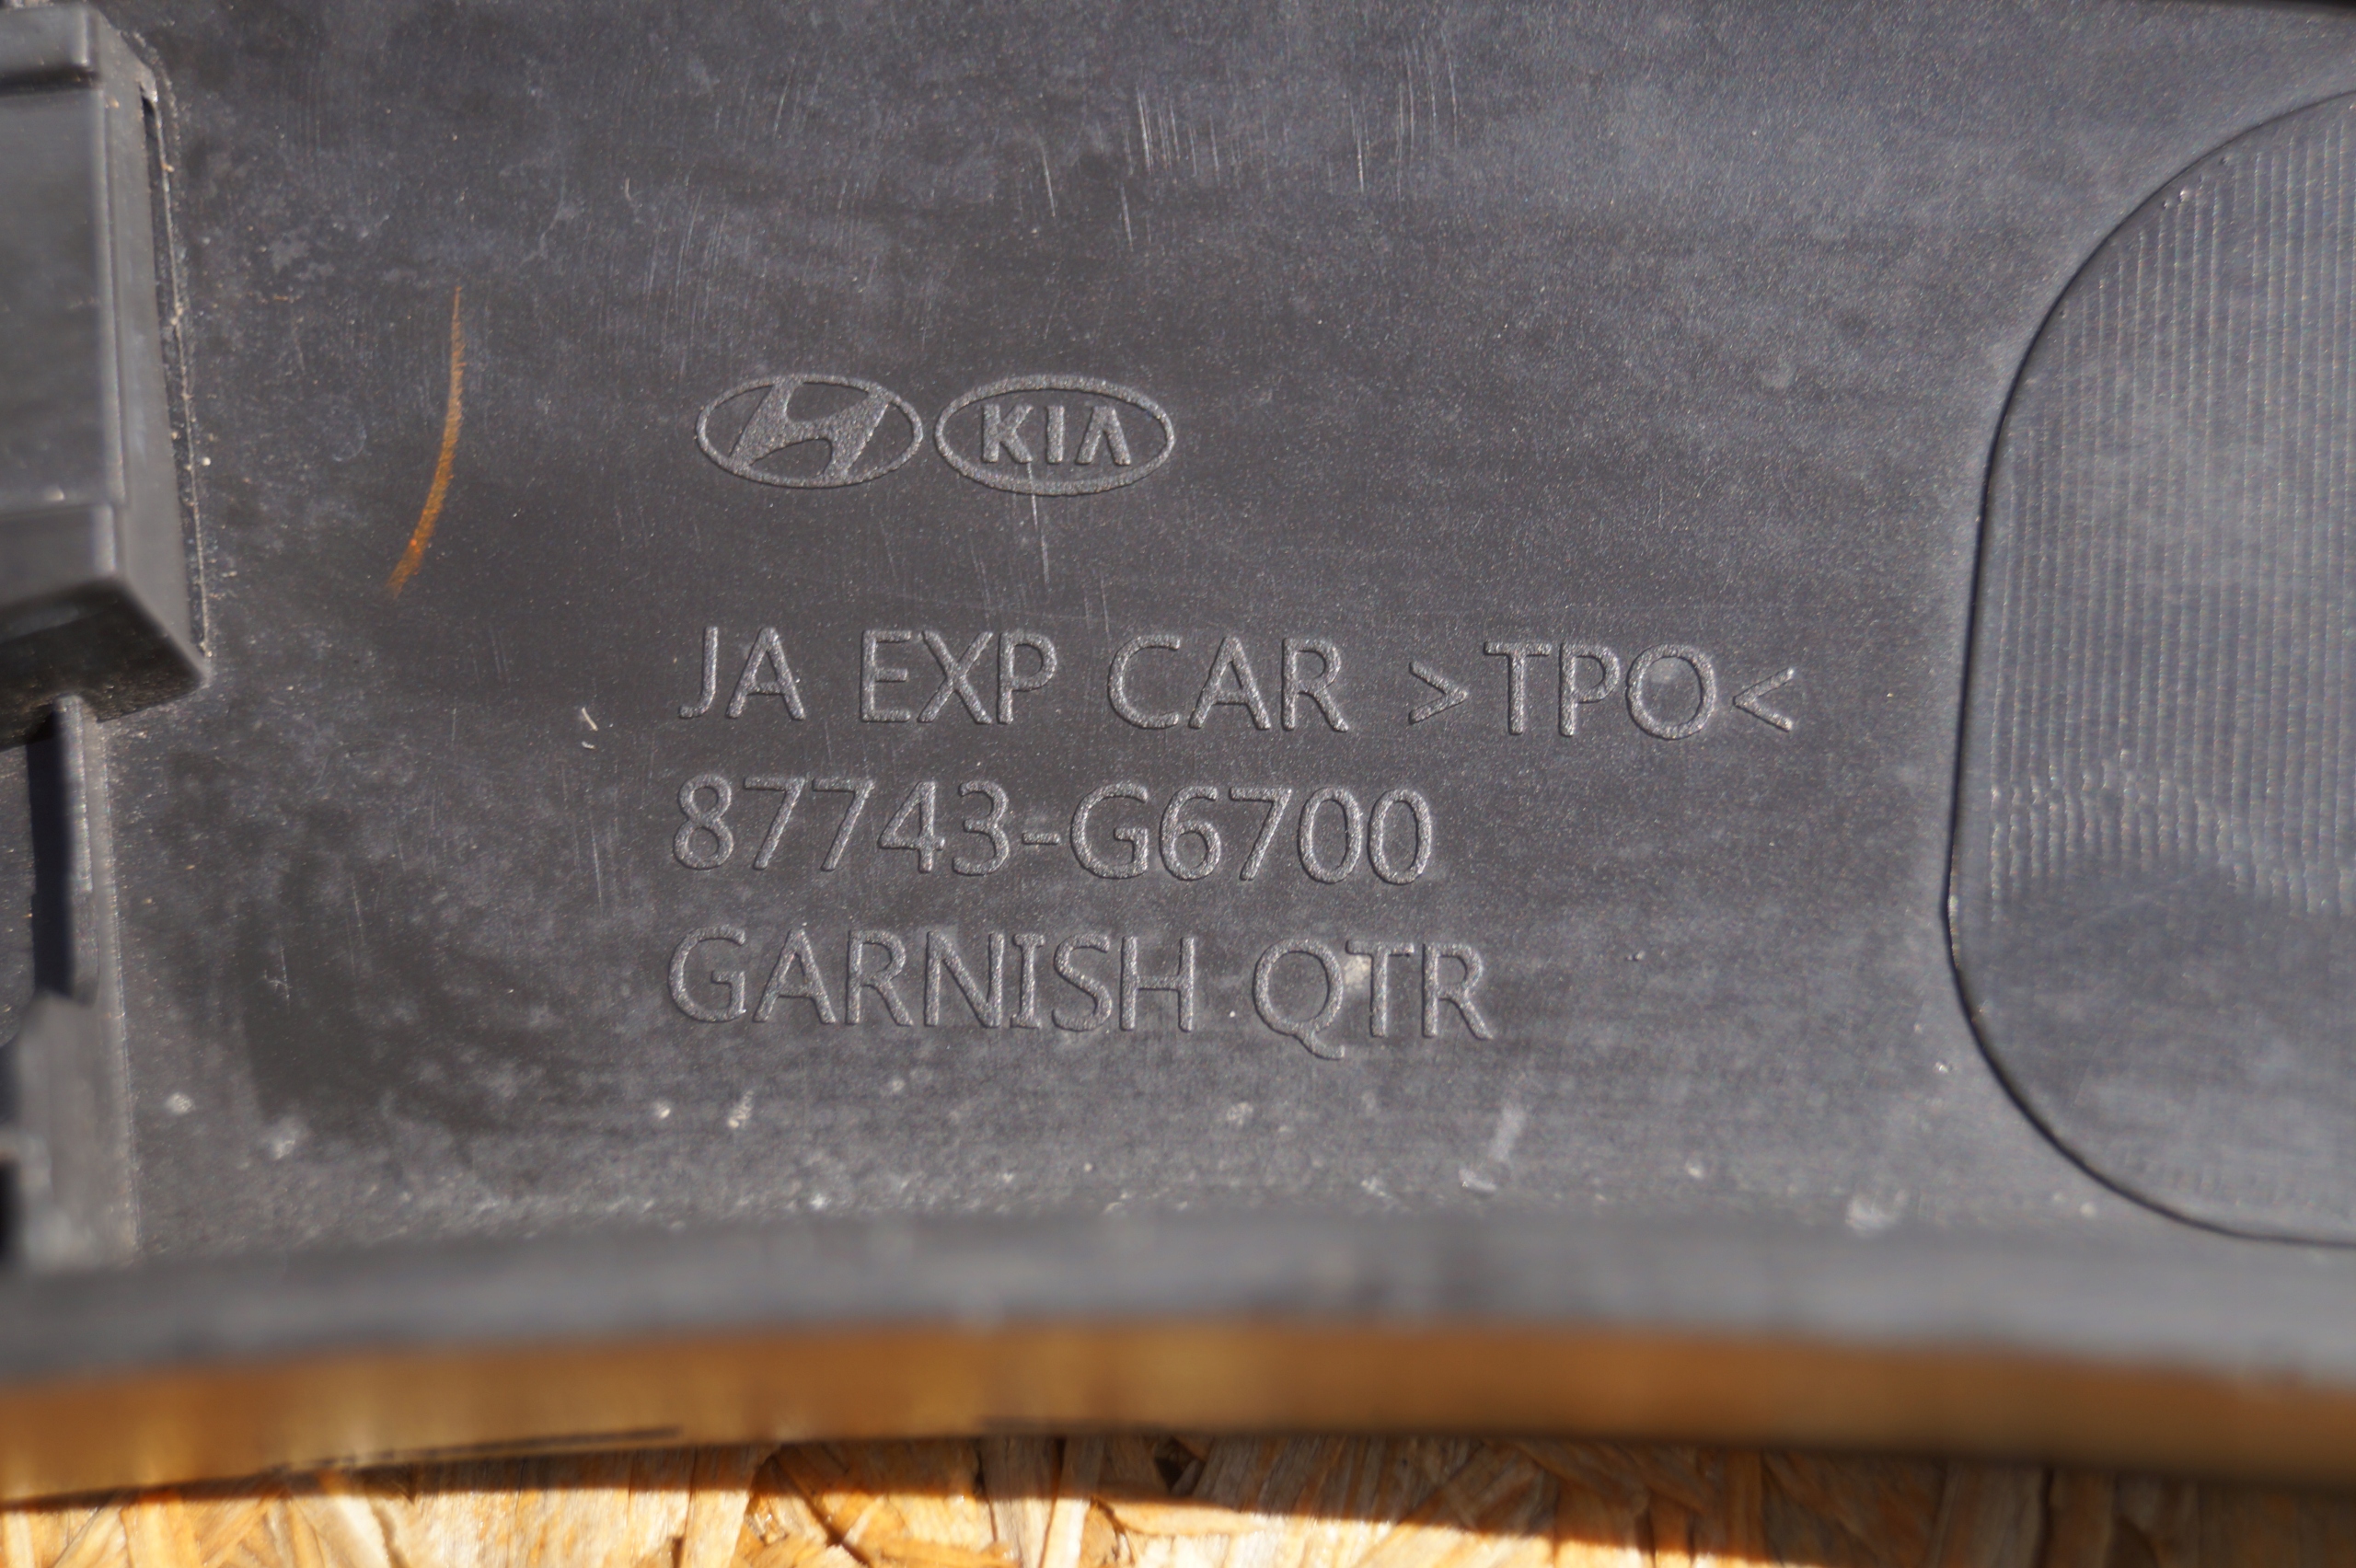 KIA
JA EXP CAR >TPO<
87743-G6700
GARNISH QTR